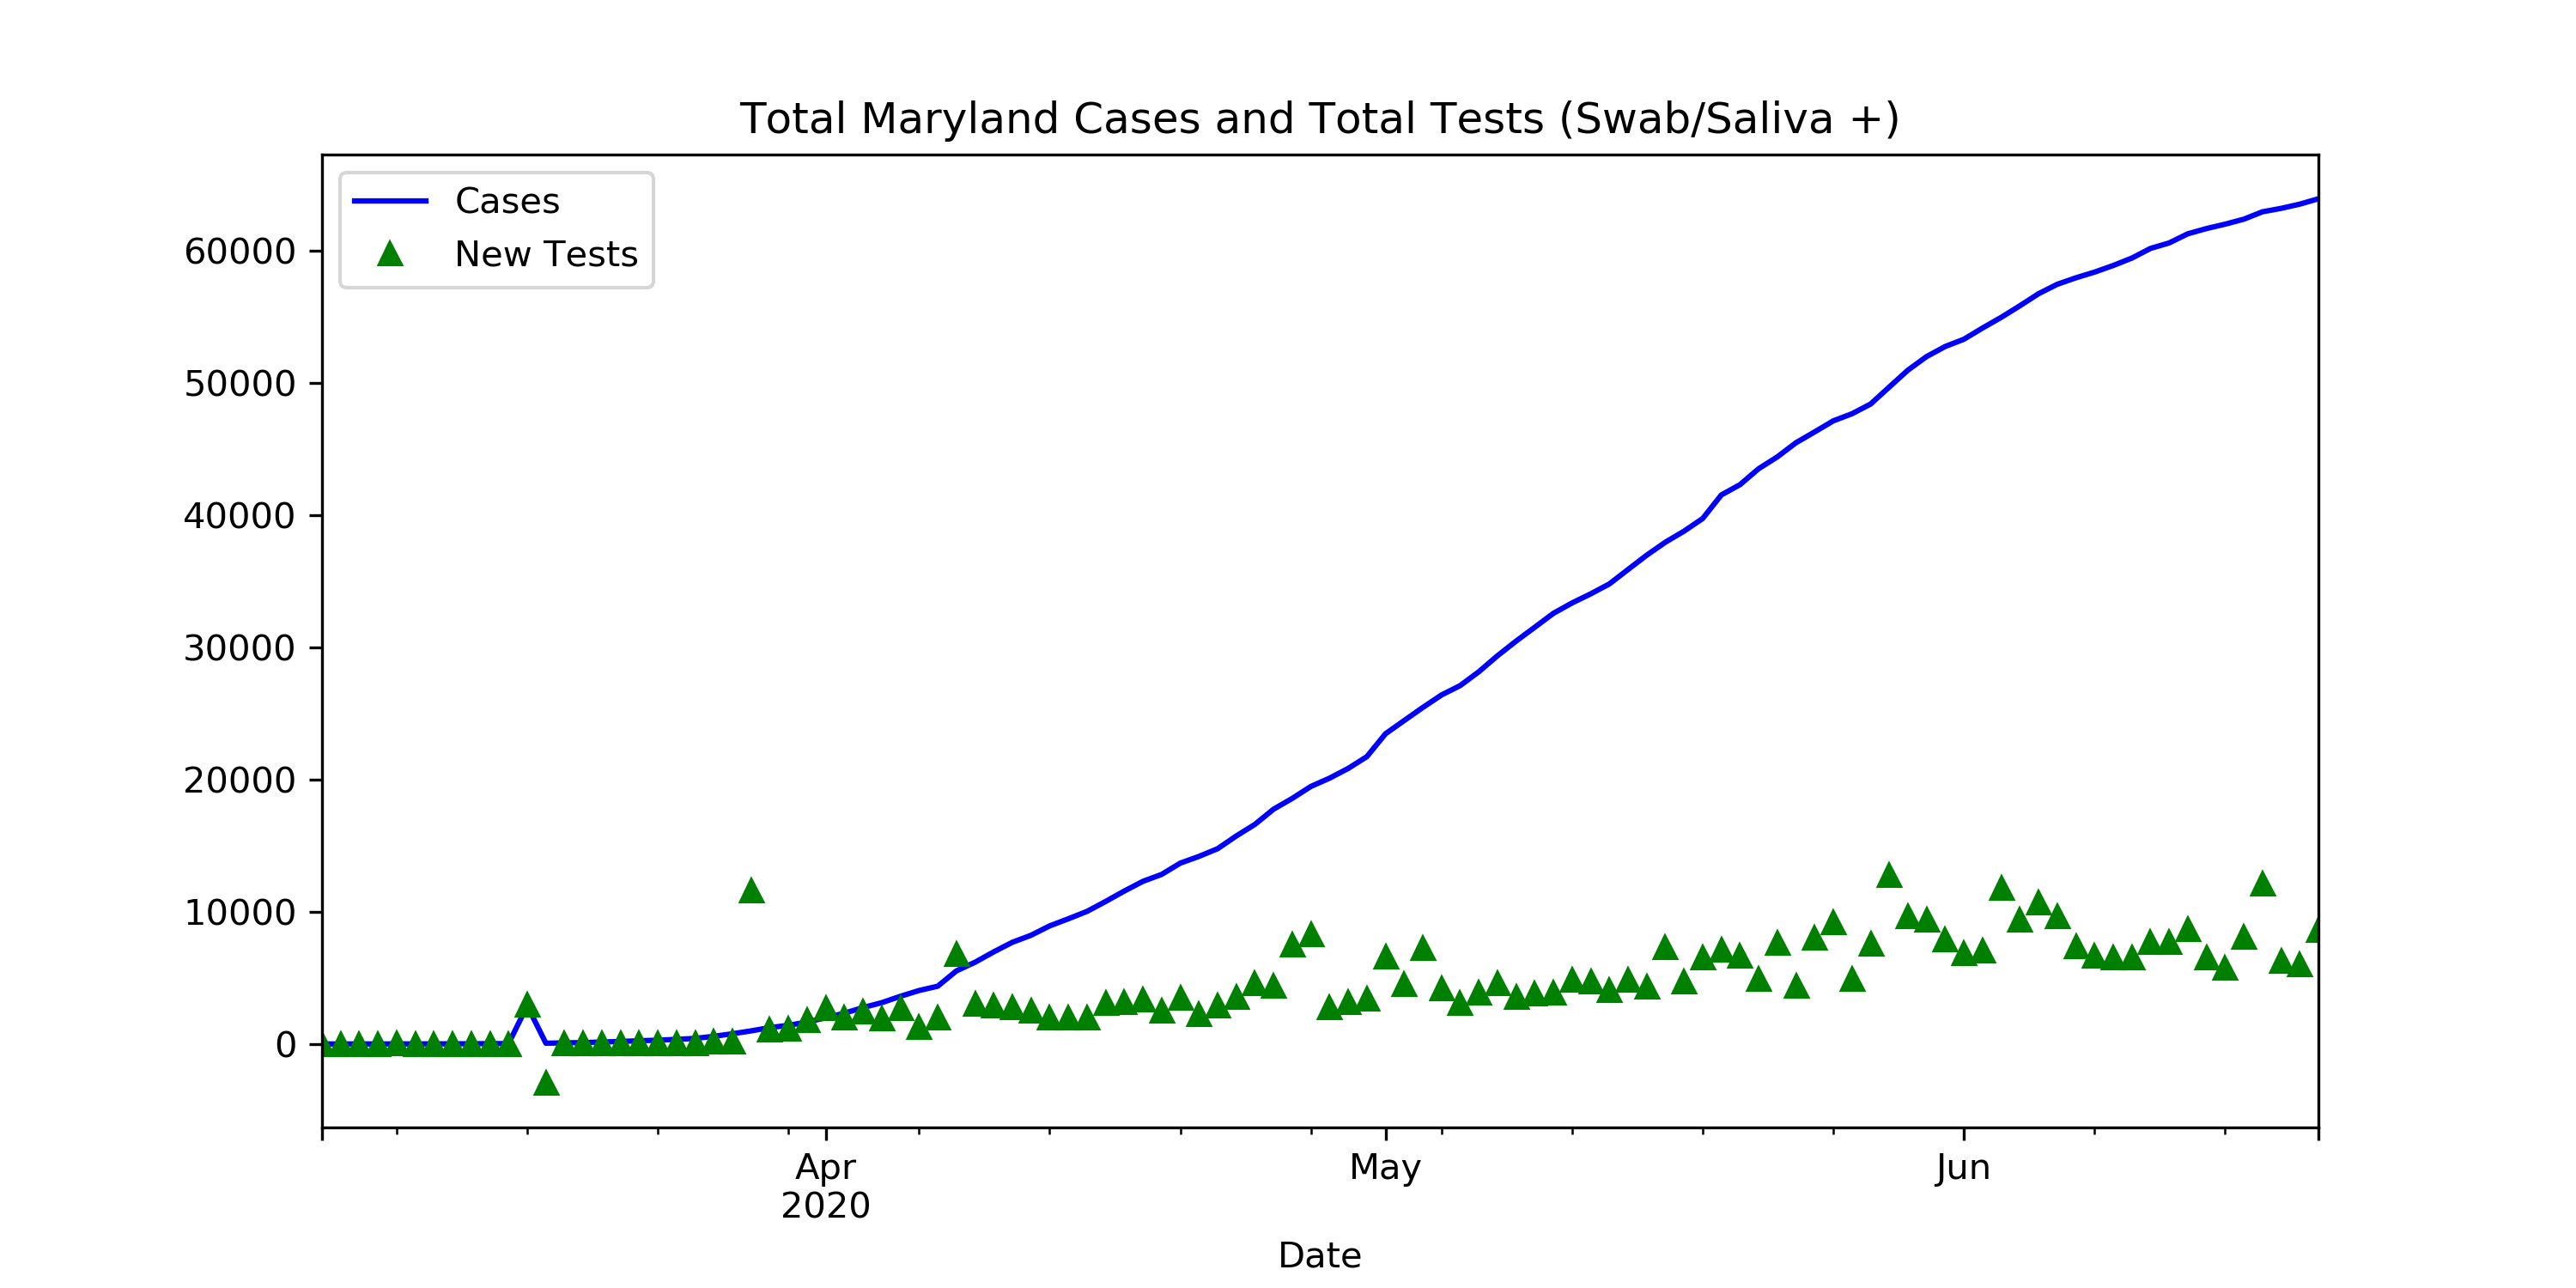 Total Maryland Cases and Total Tests (Swab/Saliva +)
Cases
New Tests
60000
50000
40000
30000
20000
10000
0
Apr
May
Jun
2020
Date